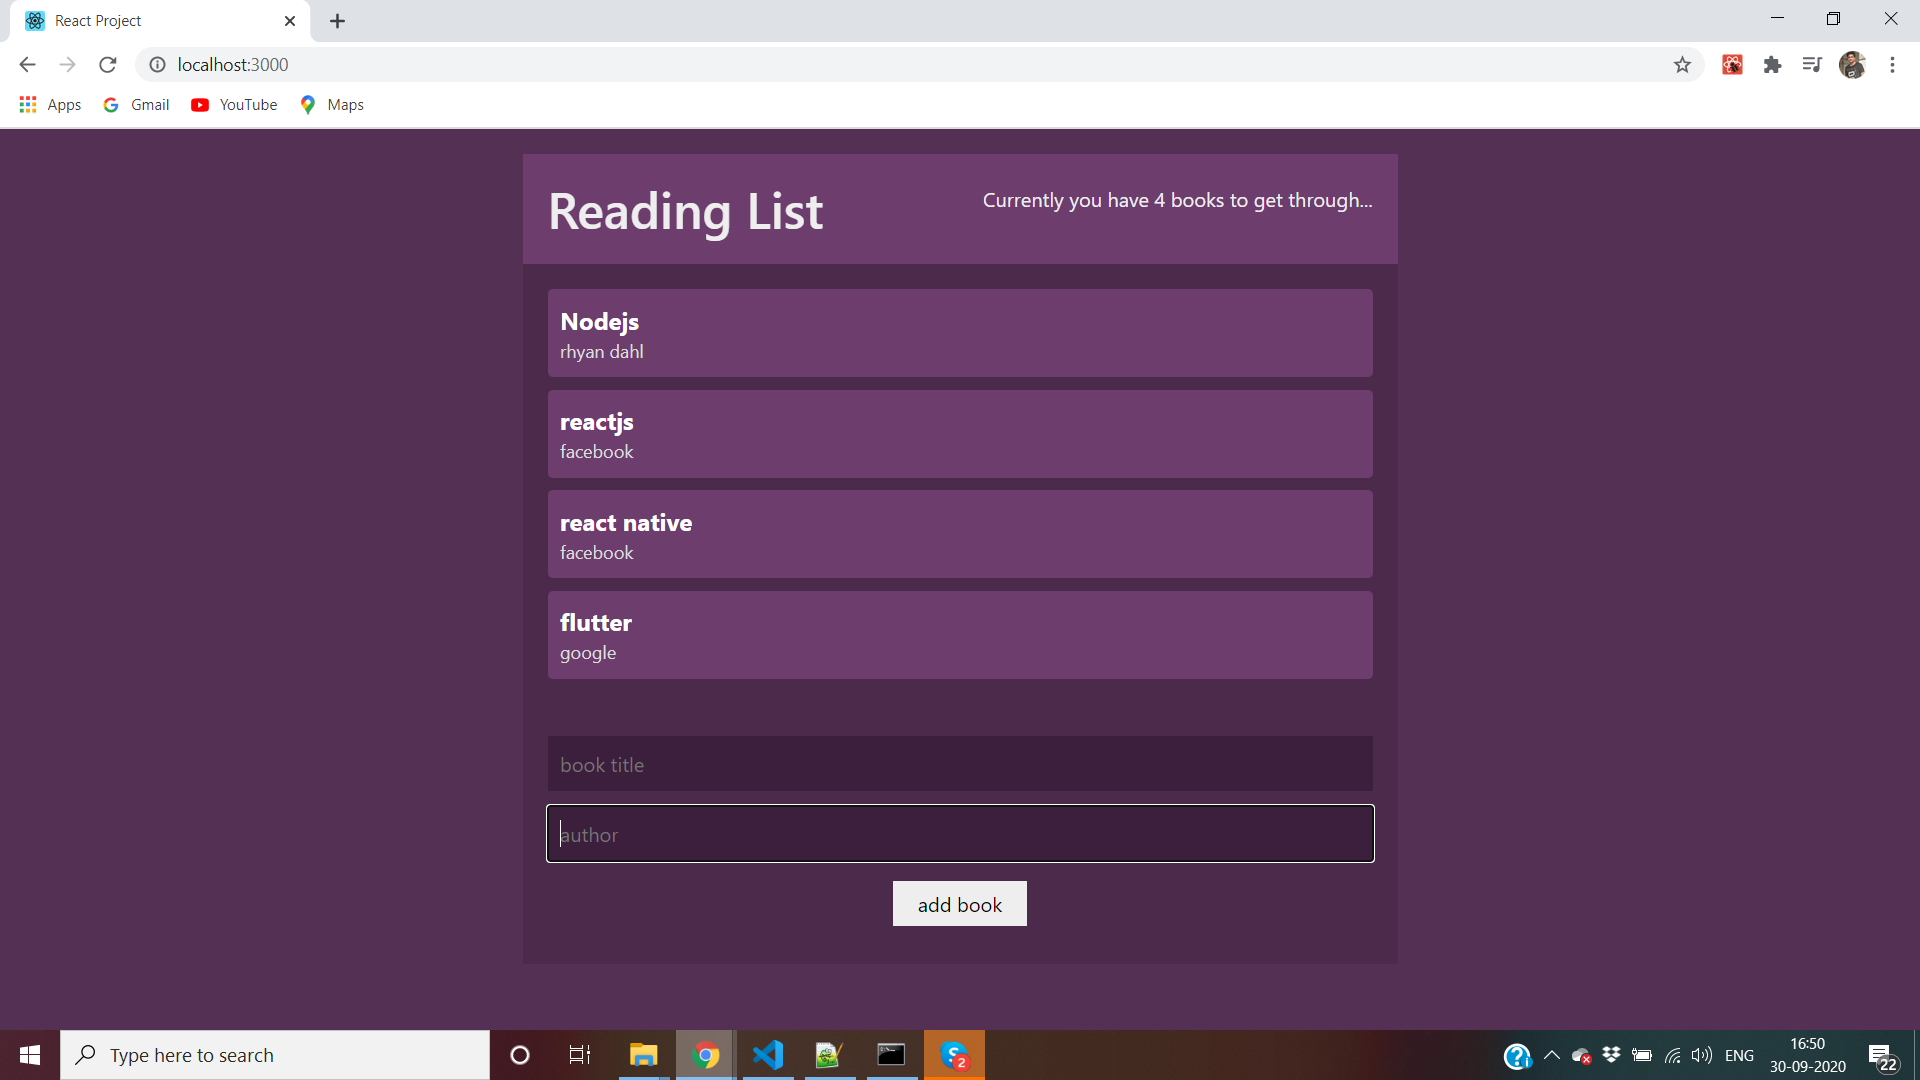 React Project
localhost:3000
Apps Gmail YouTube Maps
Reading List
Currently you have 4 books to get through...
Nodejs
rhyan dahl
reactjs
facebook
react native
facebook
flutter
google
book title
author
add book
Type here to search
2
ENG
16:50
30-09-2020
22